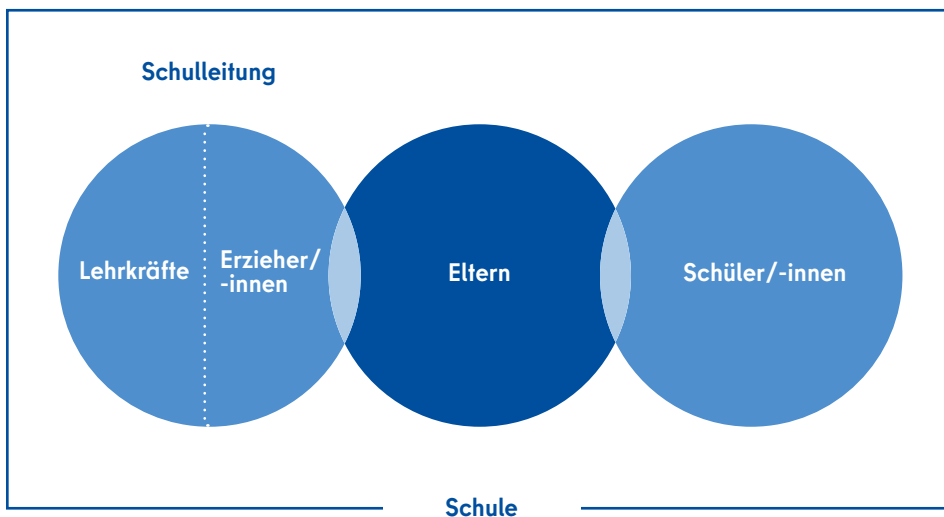 Schulleitung
Lehrkräfte
Erzieher/
-innen
Eltern
Schüler/-innen
Schule